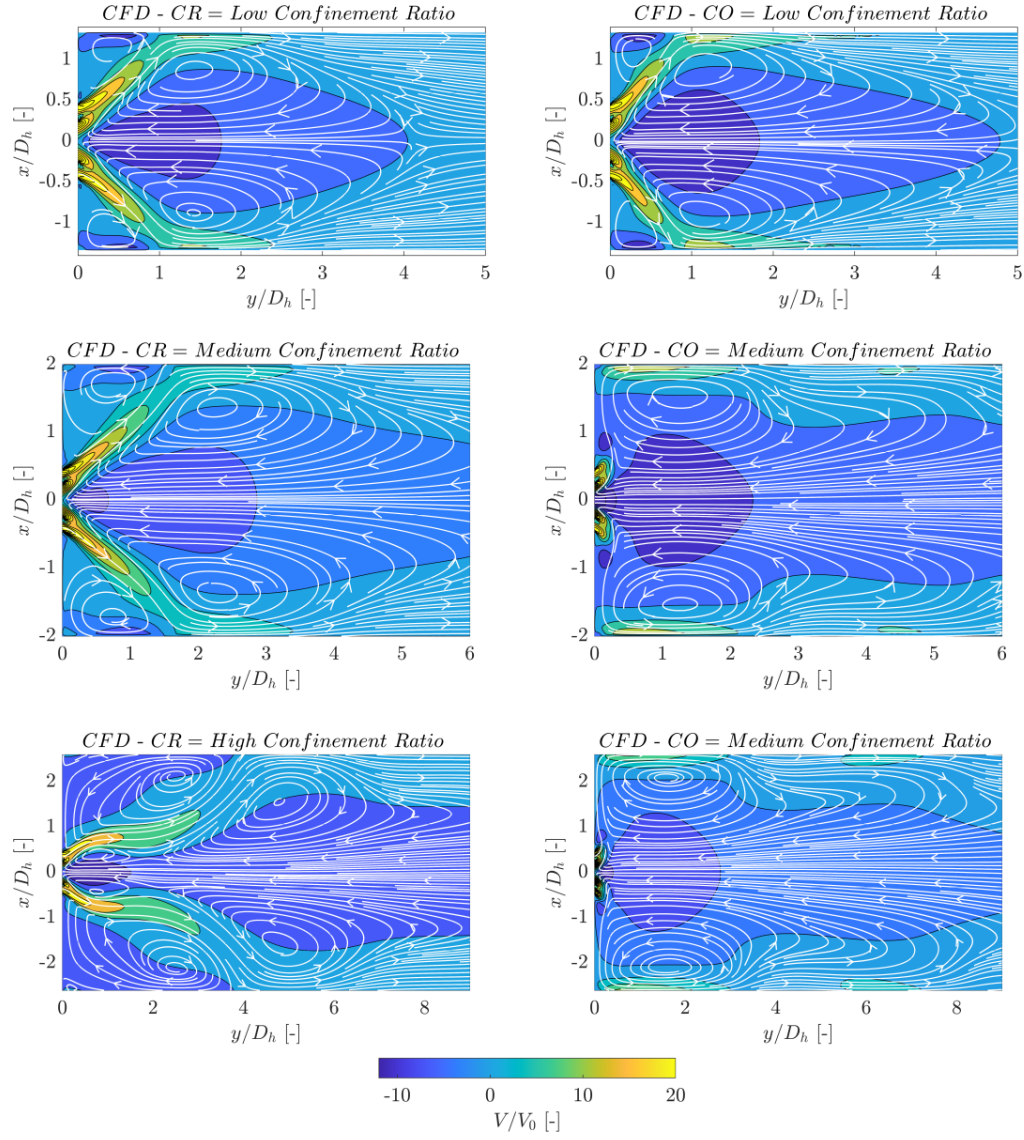 CFD - CR = Low Confinement Ratio
CFD - CO = Low Confinement Ratio
1
0.5
0
-0.5
-1
x/D_h [-]
0 1 2 3 4 5
y/D_h [-]
1
0.5
0
-0.5
-1
x/D_h [-]
0 1 2 3 4 5
y/D_h [-]
CFD - CR = Medium Confinement Ratio
CFD - CO = Medium Confinement Ratio
2
1
0
-1
-2
x/D_h [-]
0 1 2 3 4 5 6
y/D_h [-]
2
1
0
-1
-2
x/D_h [-]
0 1 2 3 4 5 6
y/D_h [-]
CFD - CR = High Confinement Ratio
CFD - CO = Medium Confinement Ratio
2
1
0
-1
-2
x/D_h [-]
0 2 4 6 8
y/D_h [-]
2
1
0
-1
-2
x/D_h [-]
0 2 4 6 8
y/D_h [-]
-10 0 10 20
V/V_0 [-]